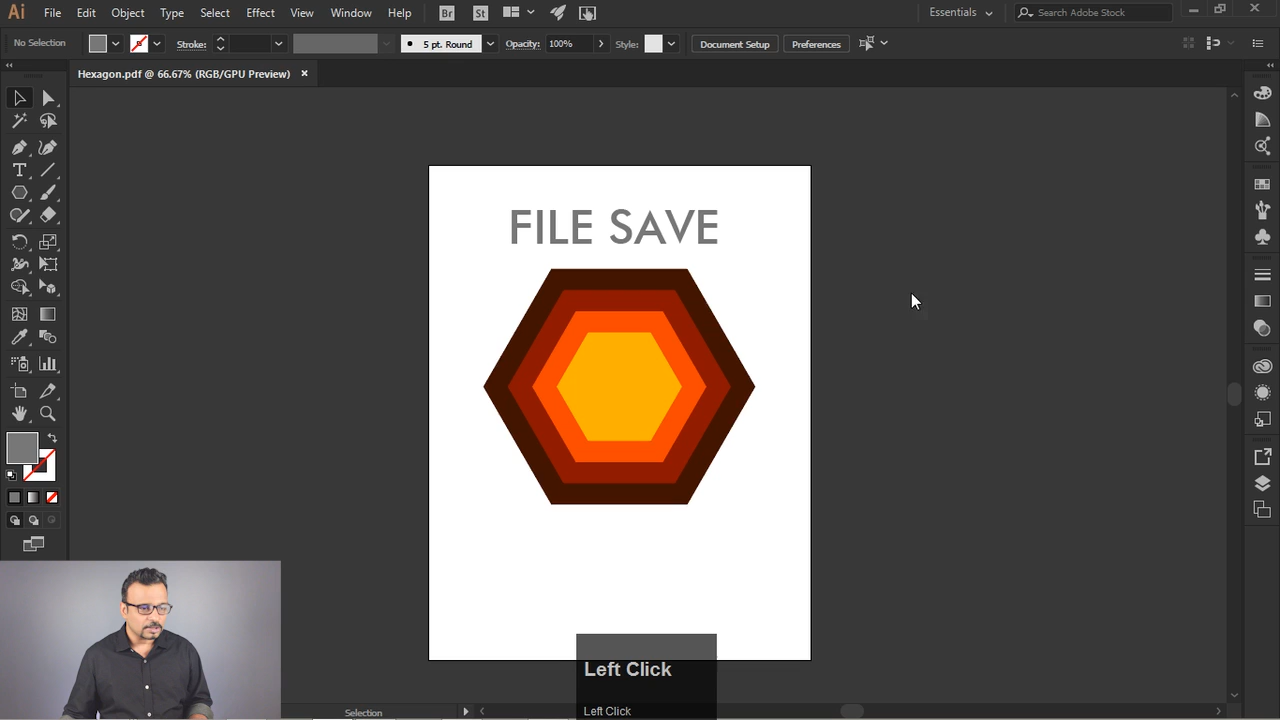 Ai File Edit Object Type Select Effect View Window Help Br St Essentials Search Adobe Stock
No Selection Stroke: 5 pt. Round Opacity: 100% Style: Document Setup Preferences
Hexagon.pdf @ 66.67% (RGB/GPU Preview)
FILE SAVE
Left Click
Left Click
Selection